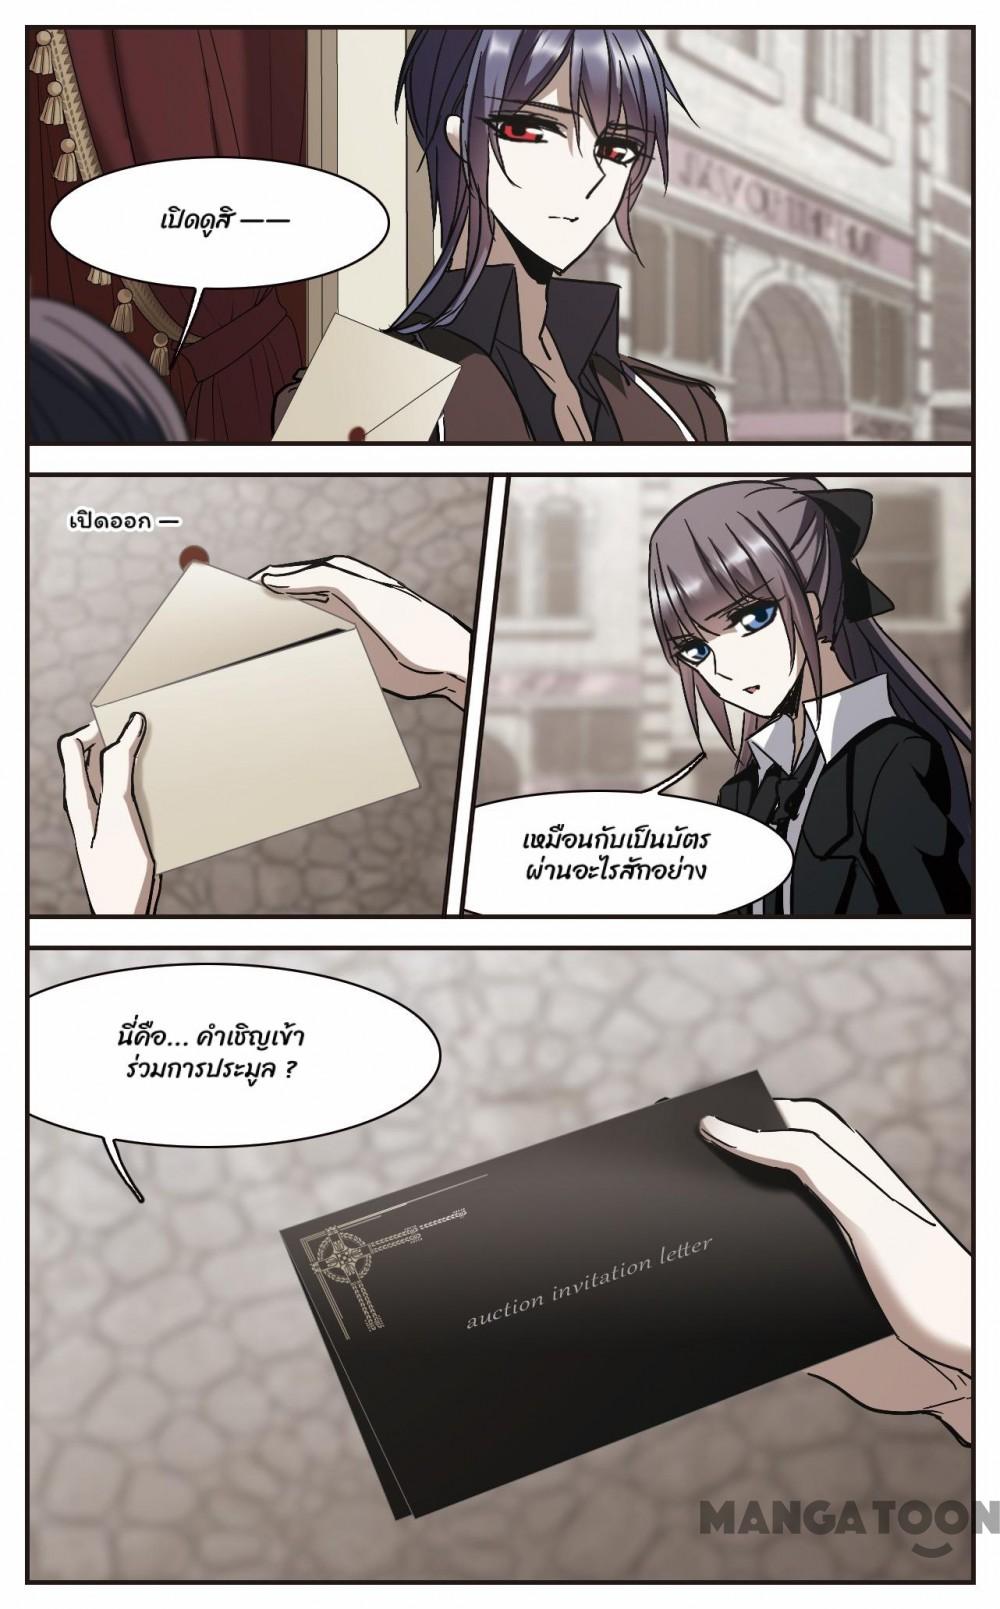 เปิดดูสิ ——
เปิดออก —
เหมือนกับเป็นบัตร
ผ่านอะไรสักอย่าง
นี่คือ... คำเชิญเข้า
ร่วมการประมูล ?
auction invitation letter
MANGATOON